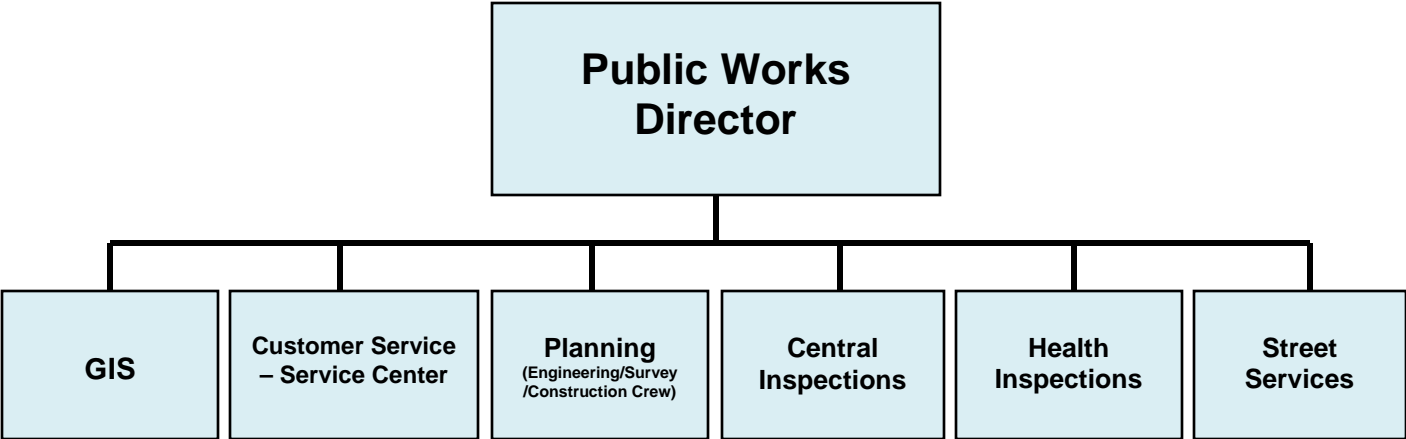 Public Works
Director
GIS
Customer Service
– Service Center
Planning
(Engineering/Survey
/Construction Crew)
Central
Inspections
Health
Inspections
Street
Services